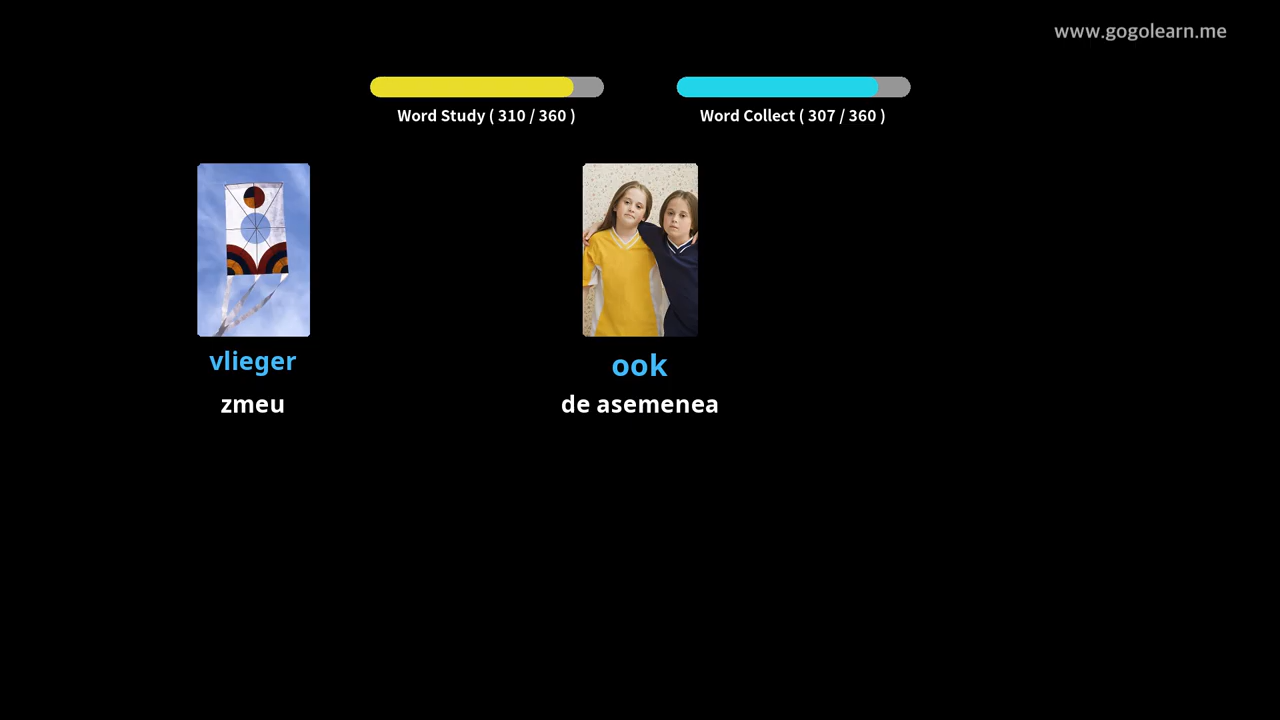 www.gogolearn.me
Word Study ( 310 / 360 )
Word Collect ( 307 / 360 )
vlieger
zmeu
ook
de asemenea